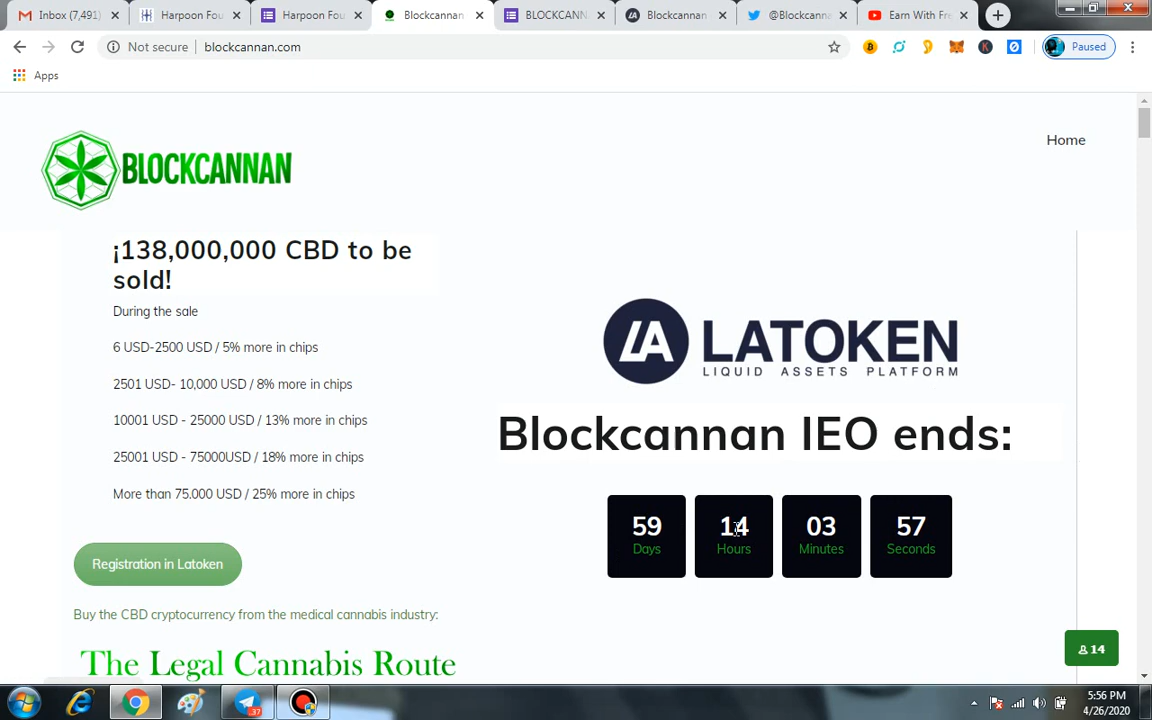 Inbox (7,491)
Harpoon Fou
Harpoon Fou
Blockcannan
BLOCKCANN
Blockcannan
@Blockcanna
Earn With Fre
Not secure
blockcannan.com
Paused
Apps
BLOCKCANNAN
Home
¡138,000,000 CBD to be
sold!
During the sale
6 USD-2500 USD / 5% more in chips
2501 USD- 10,000 USD / 8% more in chips
10001 USD - 25000 USD / 13% more in chips
25001 USD - 75000USD / 18% more in chips
More than 75.000 USD / 25% more in chips
Registration in Latoken
Buy the CBD cryptocurrency from the medical cannabis industry:
The Legal Cannabis Route
LA LATOKEN
LIQUID ASSETS PLATFORM
Blockcannan IEO ends:
59 14 03 57
Days Hours Minutes Seconds
14
37
5:56 PM
4/26/2020